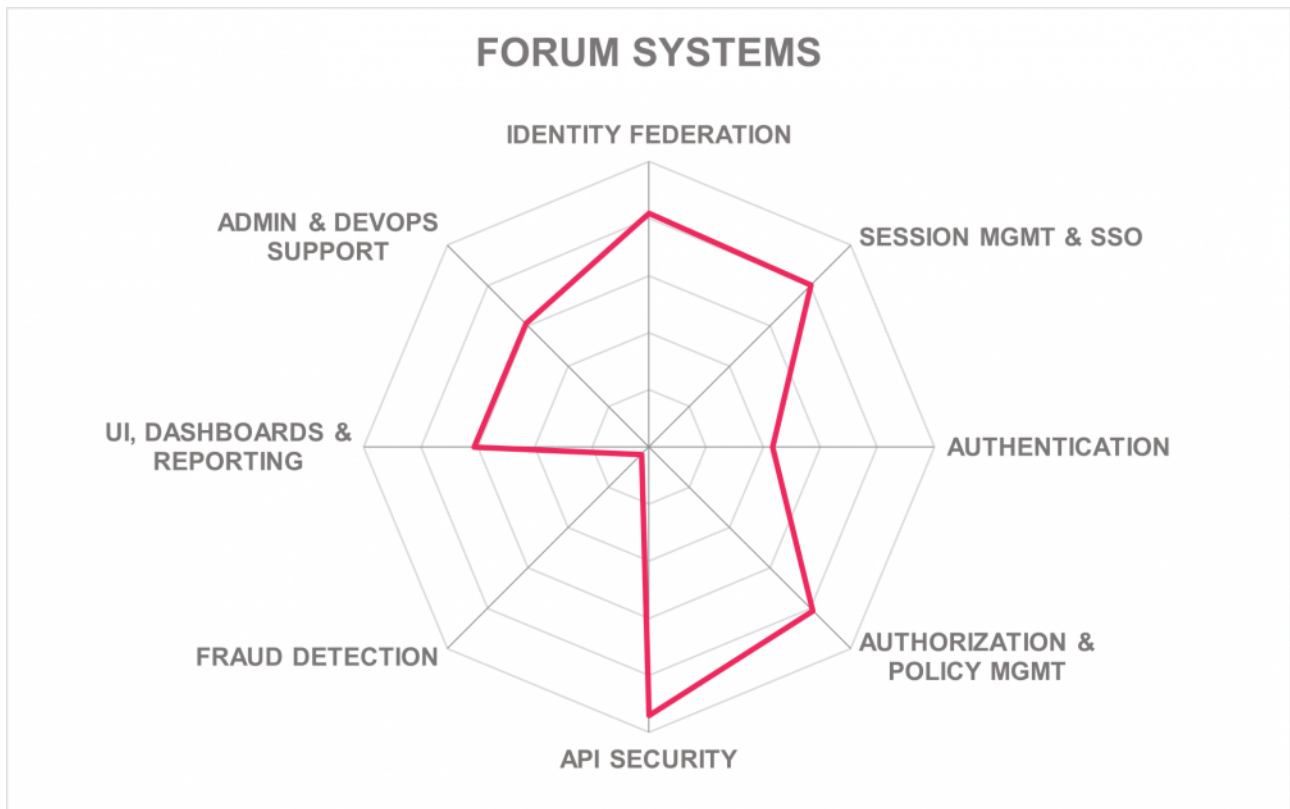 FORUM SYSTEMS
IDENTITY FEDERATION
ADMIN & DEVOPS
SUPPORT
SESSION MGMT & SSO
UI, DASHBOARDS &
REPORTING
AUTHENTICATION
FRAUD DETECTION
AUTHORIZATION &
POLICY MGMT
API SECURITY